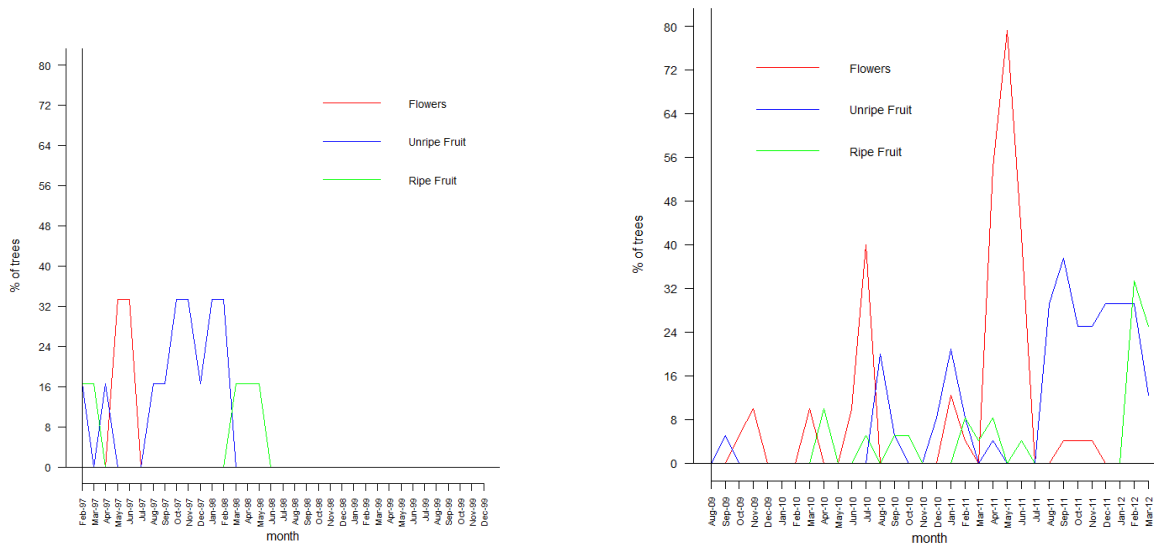 80
72
64
56
48
40
32
24
16
8
0
% of trees
Flowers
Unripe Fruit
Ripe Fruit
Feb-97
Mar-97
Apr-97
May-97
Jun-97
Jul-97
Aug-97
Sep-97
Oct-97
Nov-97
Dec-97
Jan-98
Feb-98
Mar-98
Apr-98
May-98
Jun-98
Jul-98
Aug-98
Sep-98
Oct-98
Nov-98
Dec-98
Jan-99
Feb-99
Mar-99
Apr-99
May-99
Jun-99
Jul-99
Aug-99
Sep-99
Oct-99
Nov-99
Dec-99
month
80
72
64
56
48
40
32
24
16
8
0
% of trees
Flowers
Unripe Fruit
Ripe Fruit
Aug-09
Sep-09
Oct-09
Nov-09
Dec-09
Jan-10
Feb-10
Mar-10
Apr-10
May-10
Jun-10
Jul-10
Aug-10
Sep-10
Oct-10
Nov-10
Dec-10
Jan-11
Feb-11
Mar-11
Apr-11
May-11
Jun-11
Jul-11
Aug-11
Sep-11
Oct-11
Nov-11
Dec-11
Jan-12
Feb-12
Mar-12
month